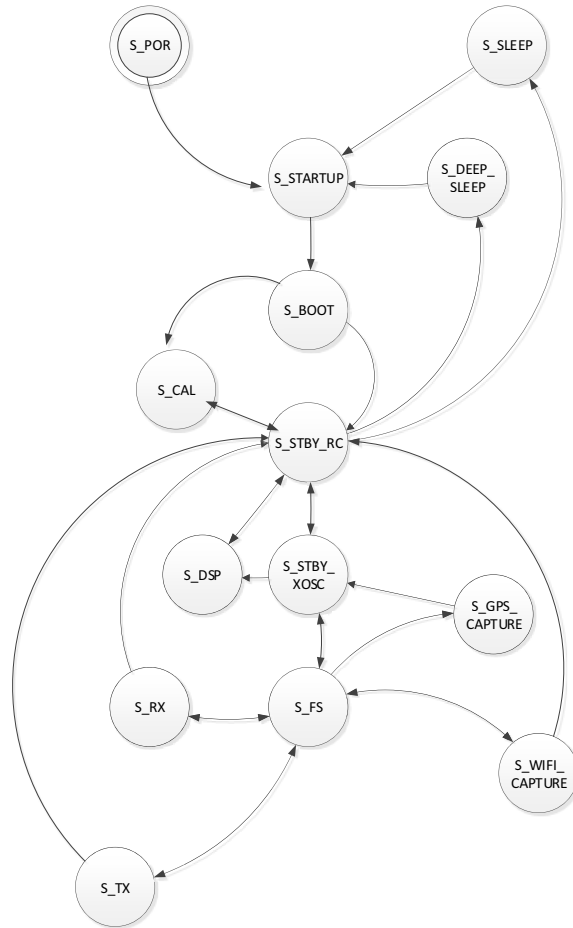 S_POR
S_SLEEP
S_STARTUP
S_DEEP_
SLEEP
S_BOOT
S_CAL
S_STBY_RC
S_DSP
S_STBY_
XOSC
S_GPS_
CAPTURE
S_RX
S_FS
S_WIFI_
CAPTURE
S_TX